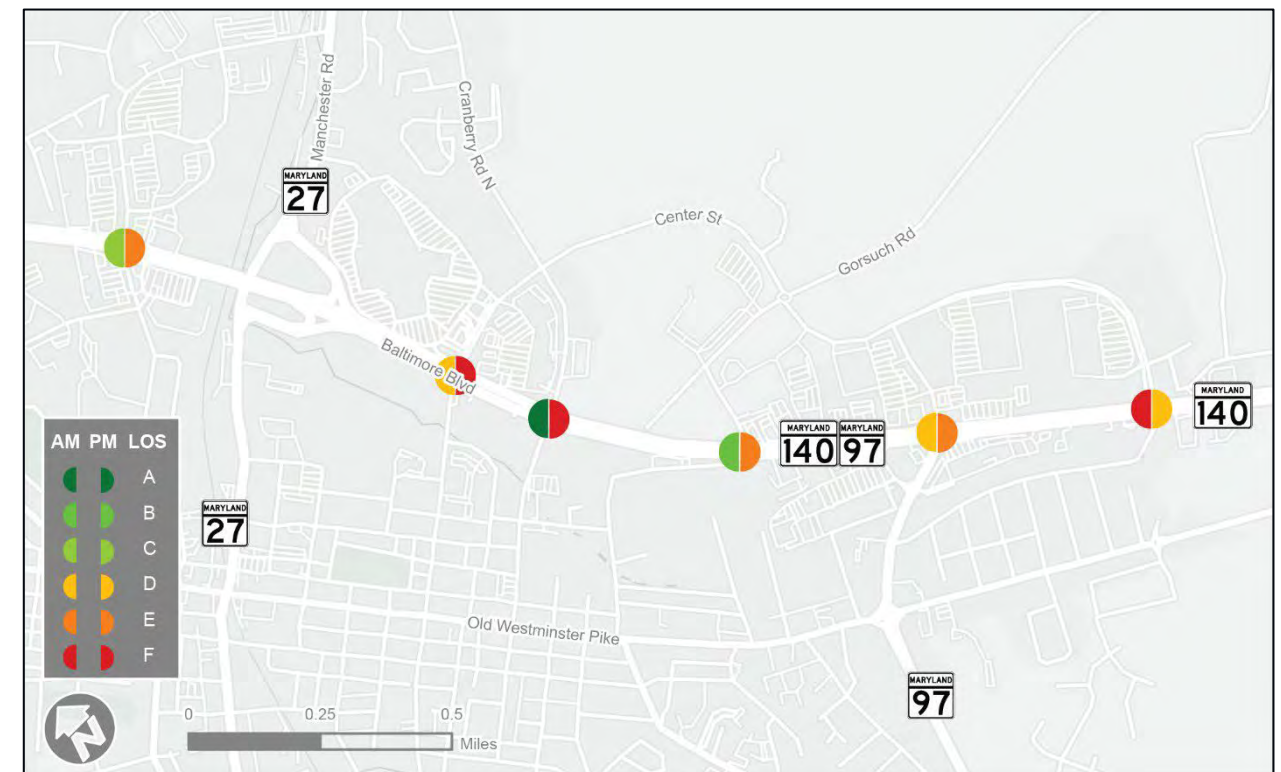 Manchester Rd
Cranberry Rd N
MARYLAND
27
Center St
Gorsuch Rd
Baltimore Blvd
MARYLAND
140
MARYLAND
140
MARYLAND
97
AM PM LOS
A
B
C
D
E
F
MARYLAND
27
Old Westminster Pike
MARYLAND
97
N
0 0.25 0.5
Miles